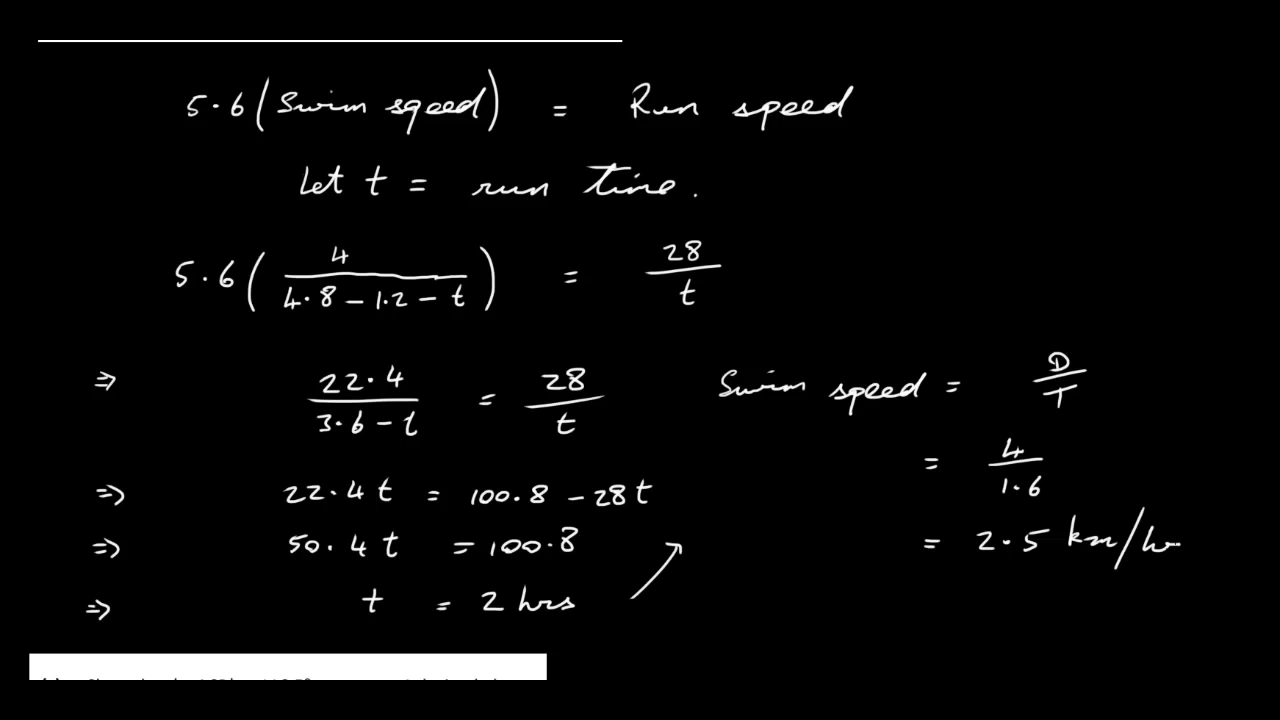 5.6 (Swim speed) = Run speed
Let t = run time.
5.6 ( 4 / (4.8 - 1.2 - t) ) = 28 / t
⇒ 22.4 / (3.6 - t) = 28 / t
⇒ 22.4 t = 100.8 - 28 t
⇒ 50.4 t = 100.8
⇒ t = 2 hrs
Swim speed = D / T
= 4 / 1.6
= 2.5 km/hr